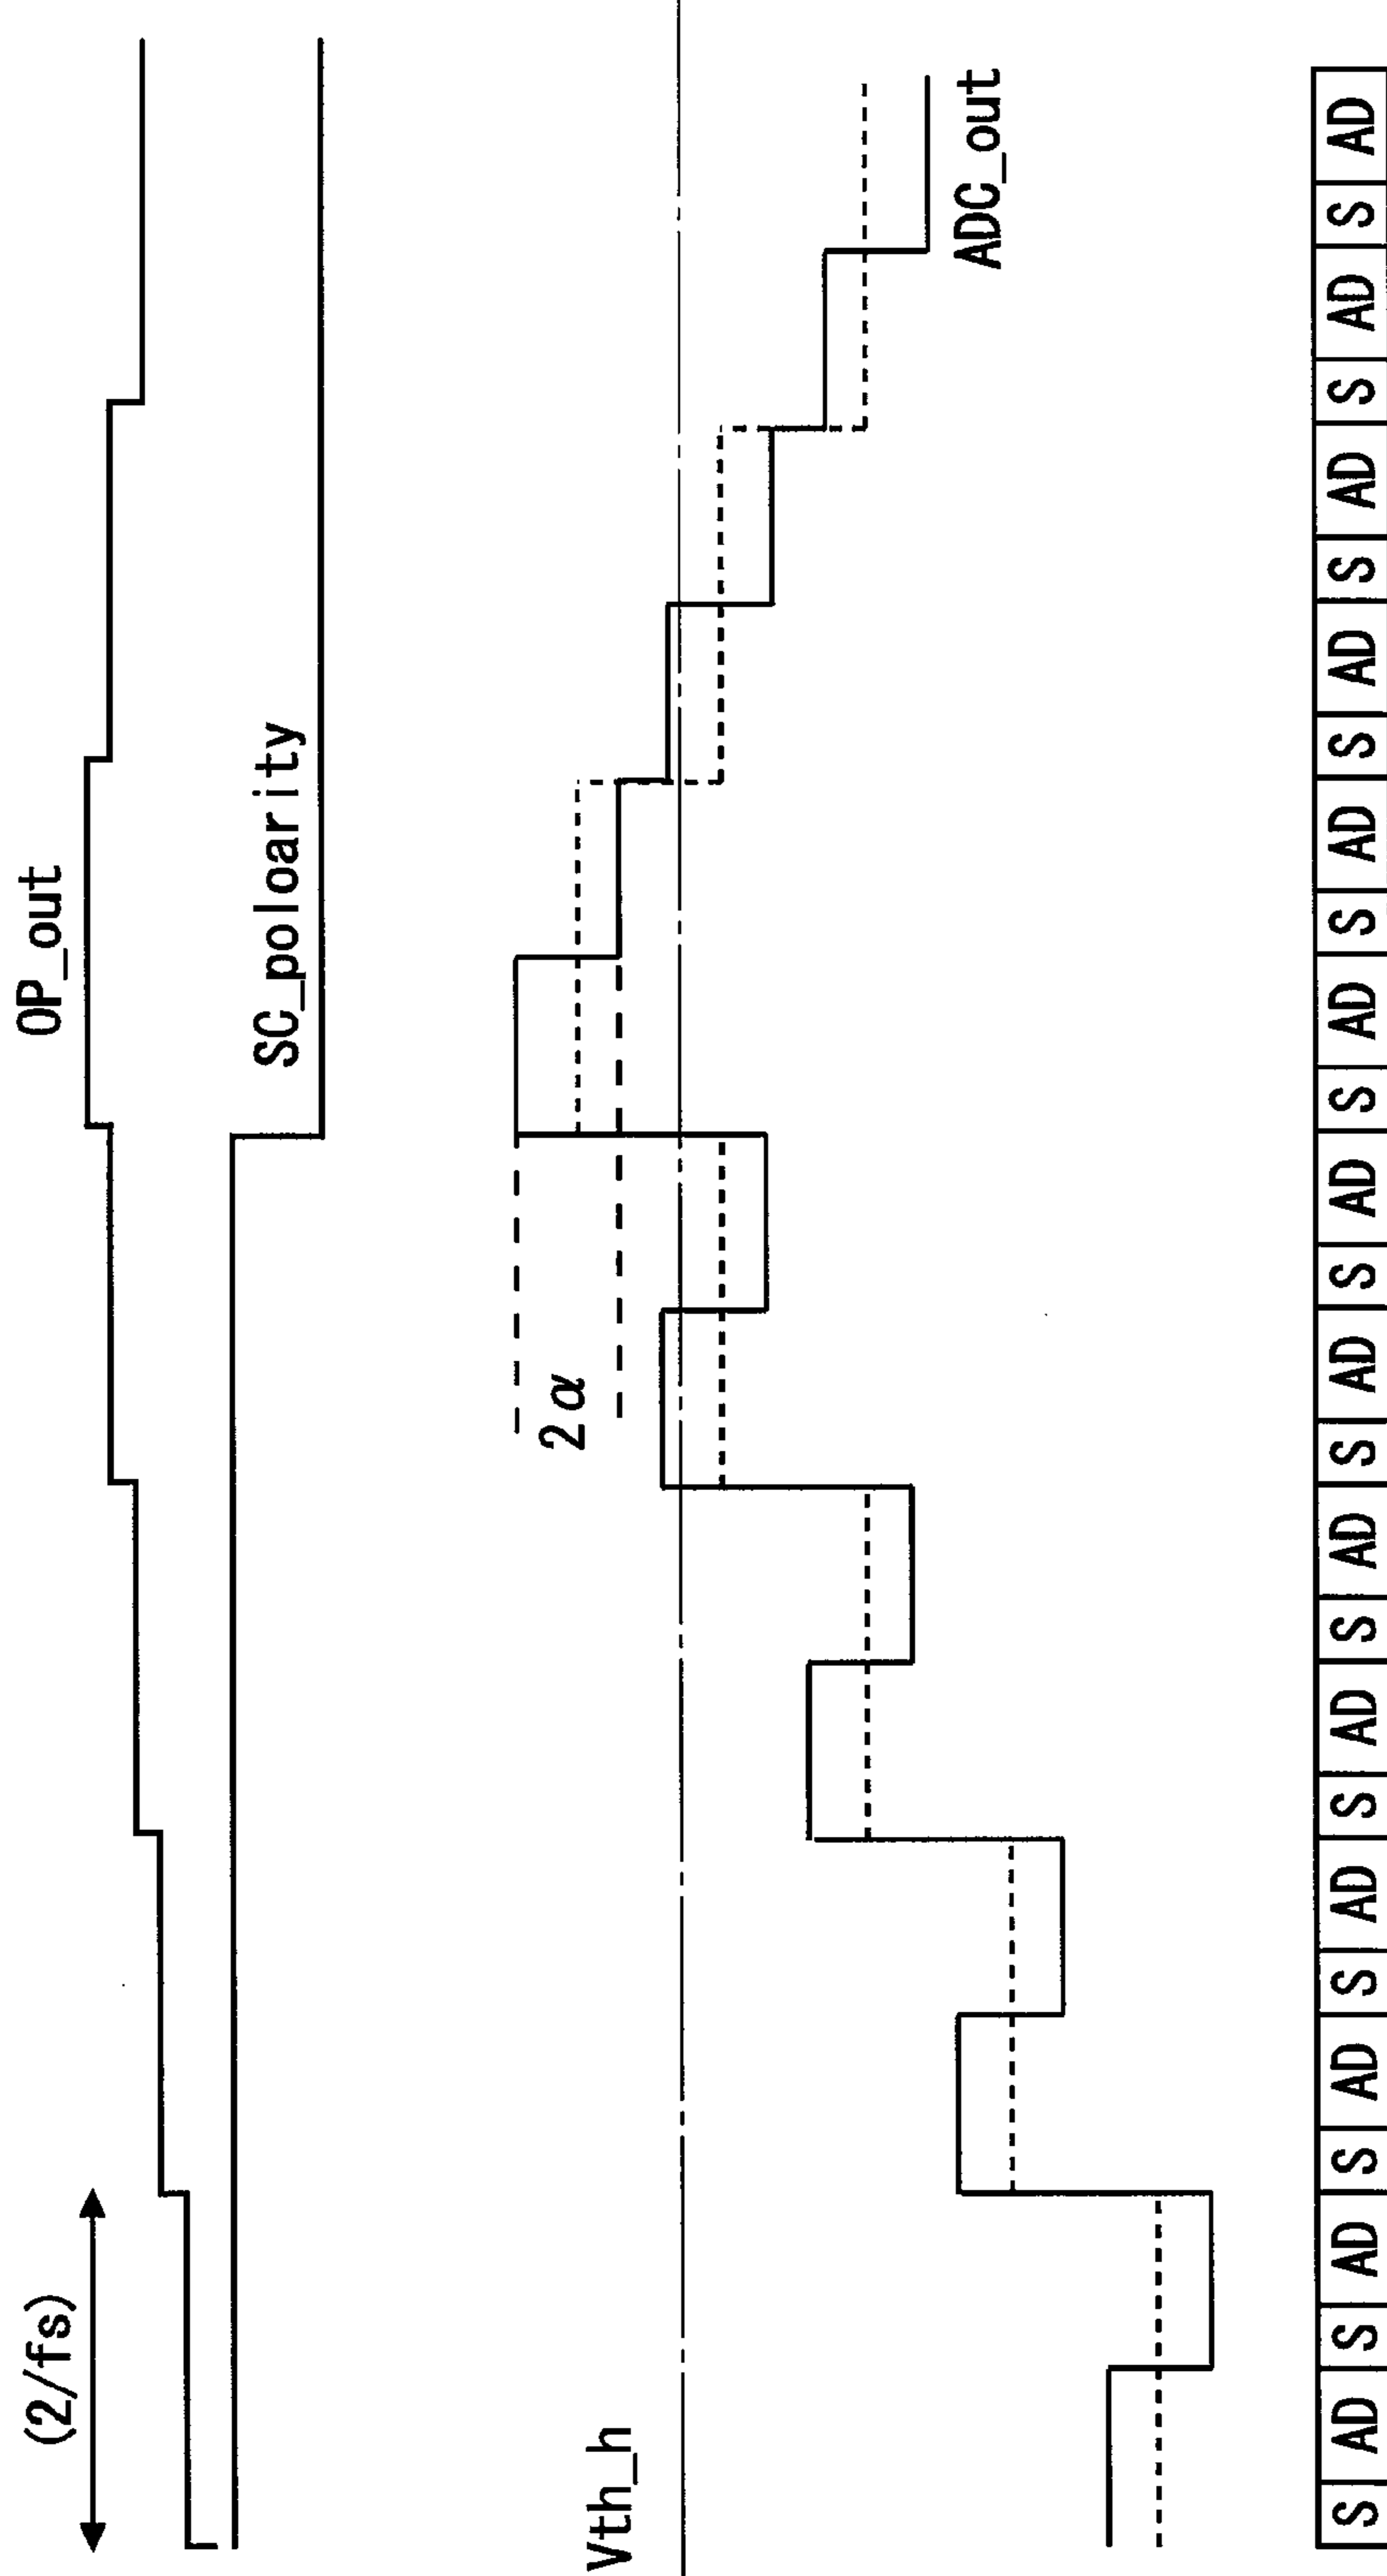 (2/fs)
OP_out
SC_poloarity
2α
Vth_h
ADC_out
S AD S AD S AD S AD S AD S AD S AD S AD S AD S AD S AD S AD S AD S AD